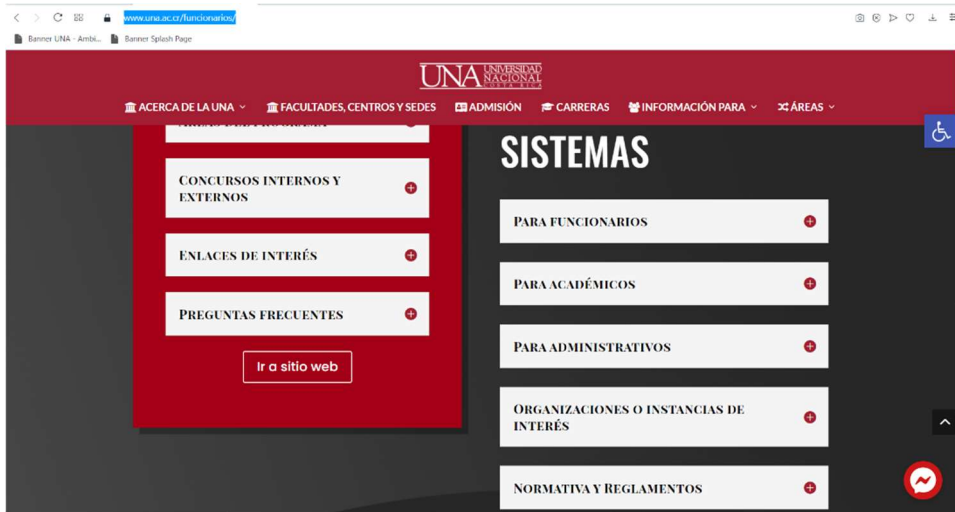 www.una.ac.cr/funcionarios/
Banner UNA - Ambi...
Banner Splash Page
UNA UNIVERSIDAD
NACIONAL
COSTA RICA
ACERCA DE LA UNA
FACULTADES, CENTROS Y SEDES
ADMISIÓN
CARRERAS
INFORMACIÓN PARA
ÁREAS
CONCURSOS INTERNOS Y
EXTERNOS
ENLACES DE INTERÉS
PREGUNTAS FRECUENTES
Ir a sitio web
SISTEMAS
PARA FUNCIONARIOS
PARA ACADÉMICOS
PARA ADMINISTRATIVOS
ORGANIZACIONES O INSTANCIAS DE
INTERÉS
NORMATIVA Y REGLAMENTOS